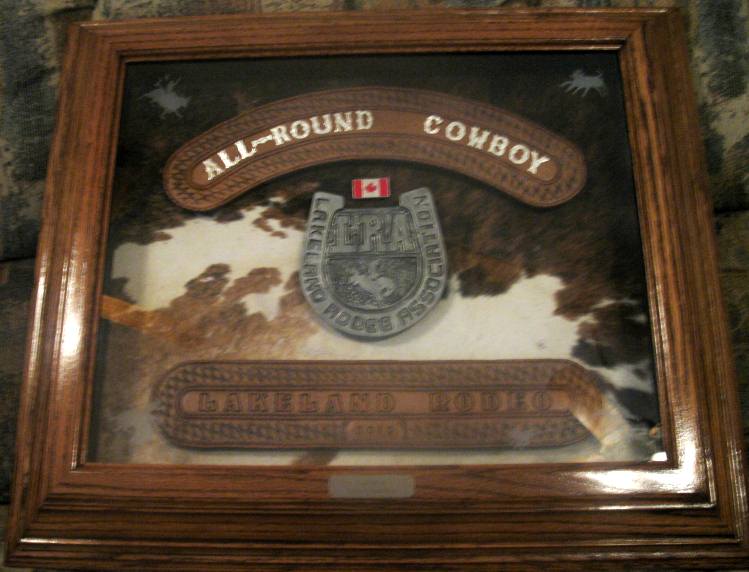 ALL-ROUND COWBOY
LRA
LAKELAND RODEO ASSOCIATION
LAKELAND RODEO